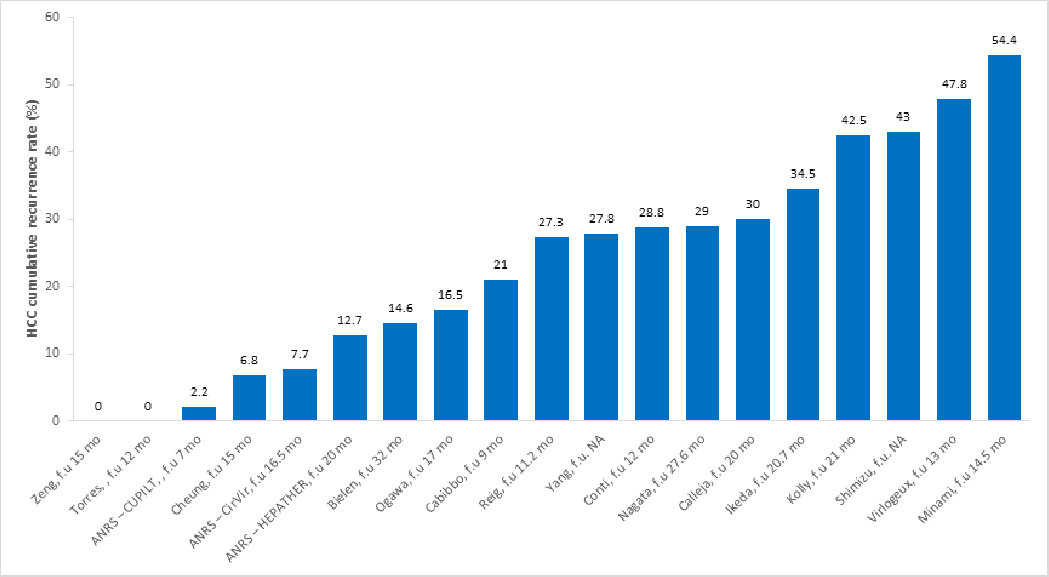 HCC cumulative recurrence rate (%)
60
50
40
30
20
10
0
0
0
2.2
6.8
7.7
12.7
14.6
16.5
21
27.3
27.8
28.8
29
30
34.5
42.5
43
47.8
54.4
Zeng, f.u 15 mo
Torres, , f.u 12 mo
ANRS – CUPILT, , f.u 7 mo
Cheung, f.u 15 mo
ANRS – CirrVir, f.u 16.5 mo
ANRS – HEPATHER, f.u 20 mo
Bielen, f.u 32 mo
Ogawa, f.u 17 mo
Cabibbo, f.u 9 mo
Reig, f.u 11.2 mo
Yang, f.u. NA
Conti, f.u 12 mo
Nagata, f.u 27.6 mo
Calleja, f.u 20 mo
Ikeda, f.u 20.7 mo
Kolly, f.u 21 mo
Shimizu, f.u. NA
Virlogeux, f.u 13 mo
Minami, f.u 14.5 mo